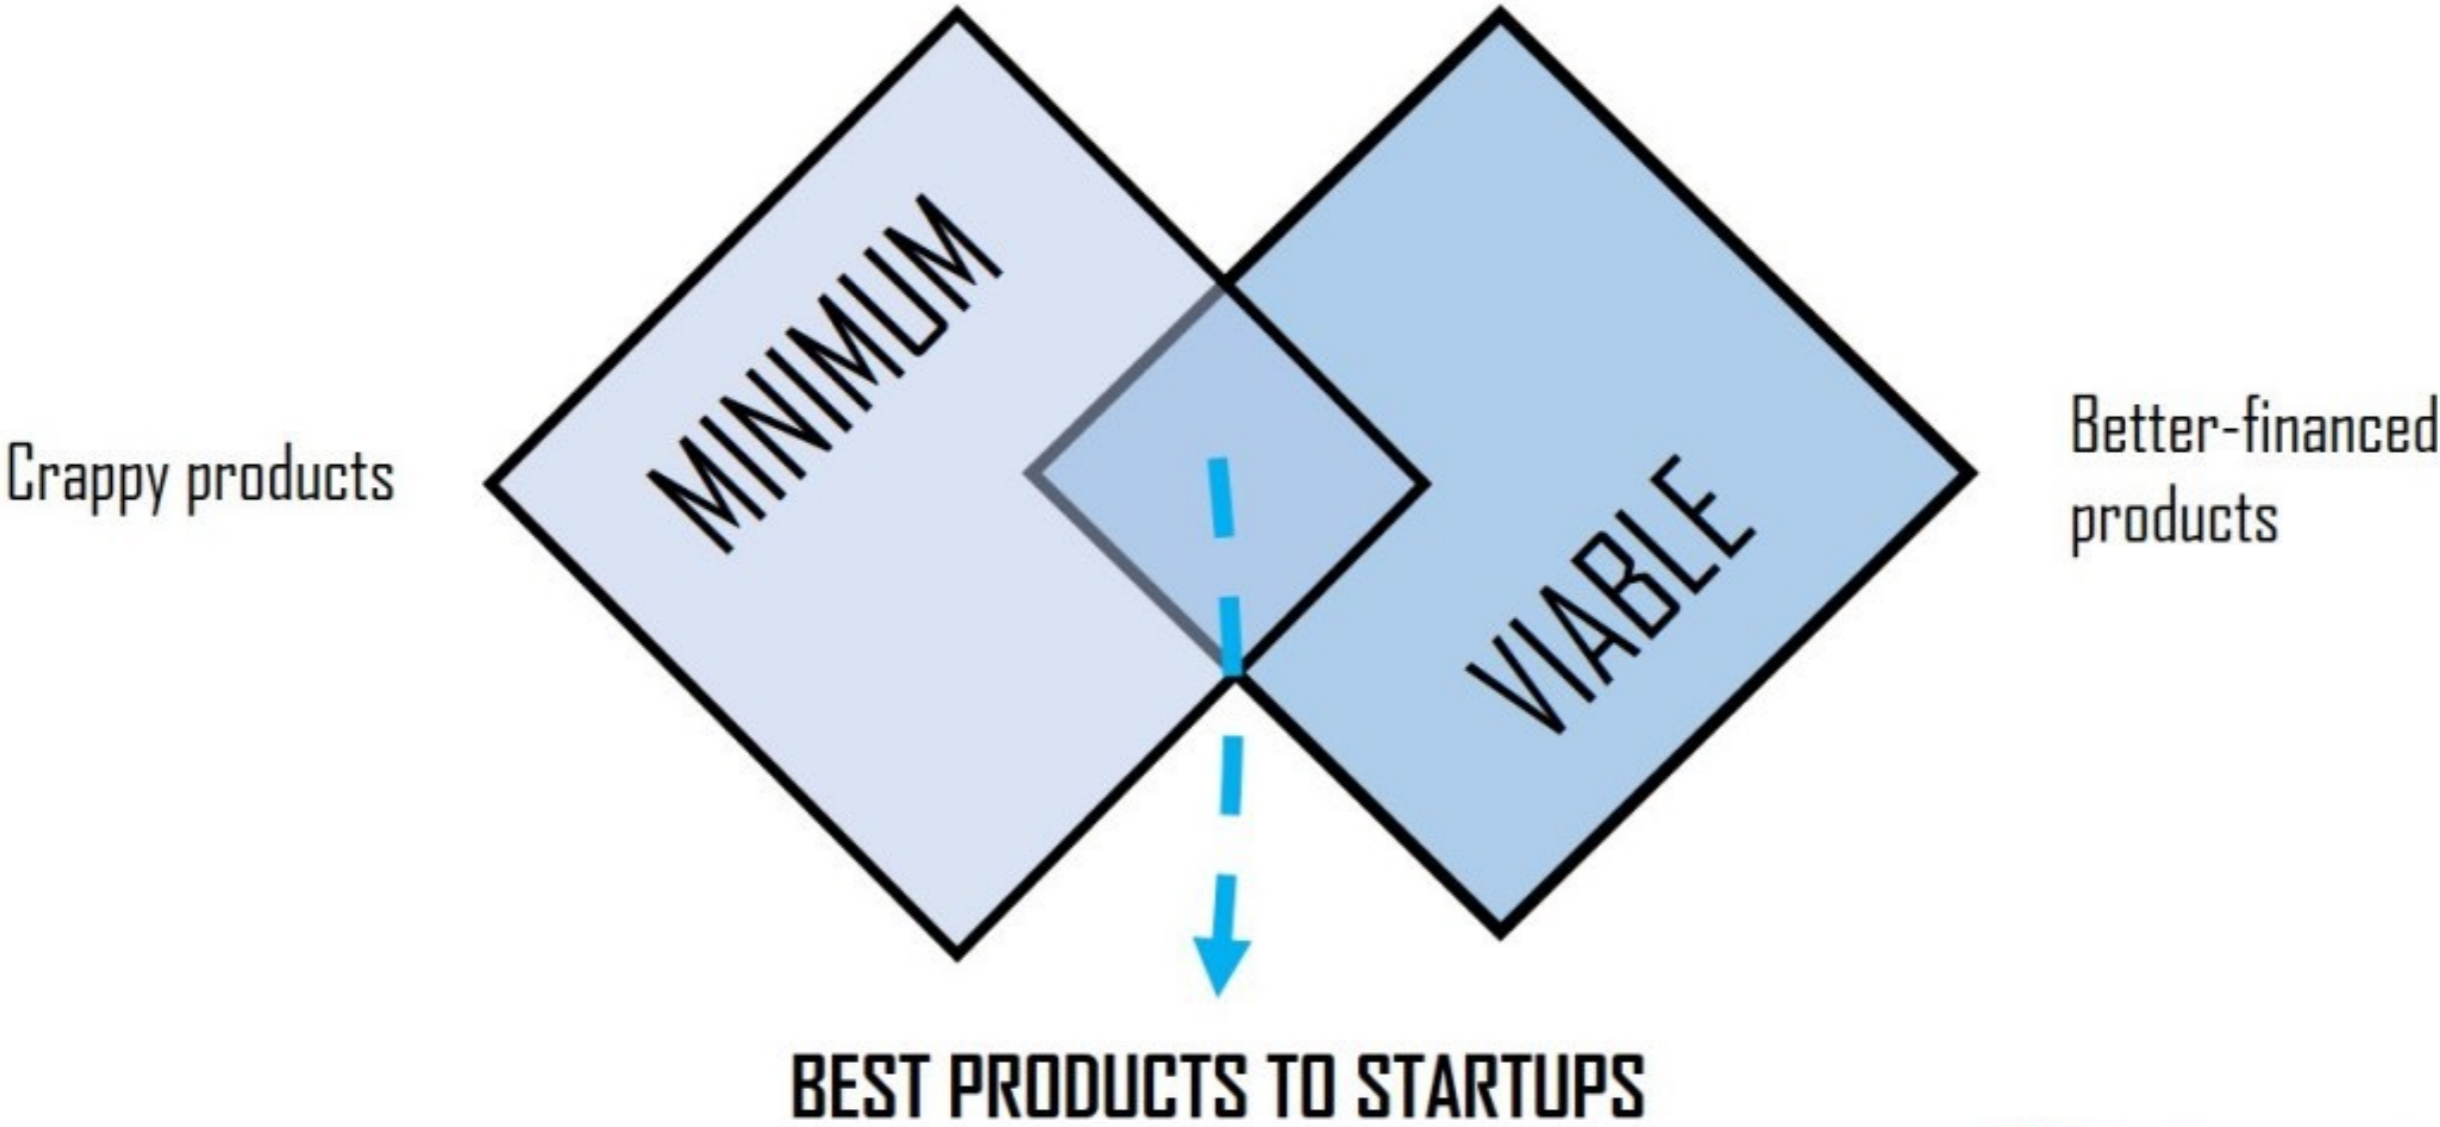 MINIMUM
VIABLE
Crappy products
Better-financed
products
BEST PRODUCTS TO STARTUPS